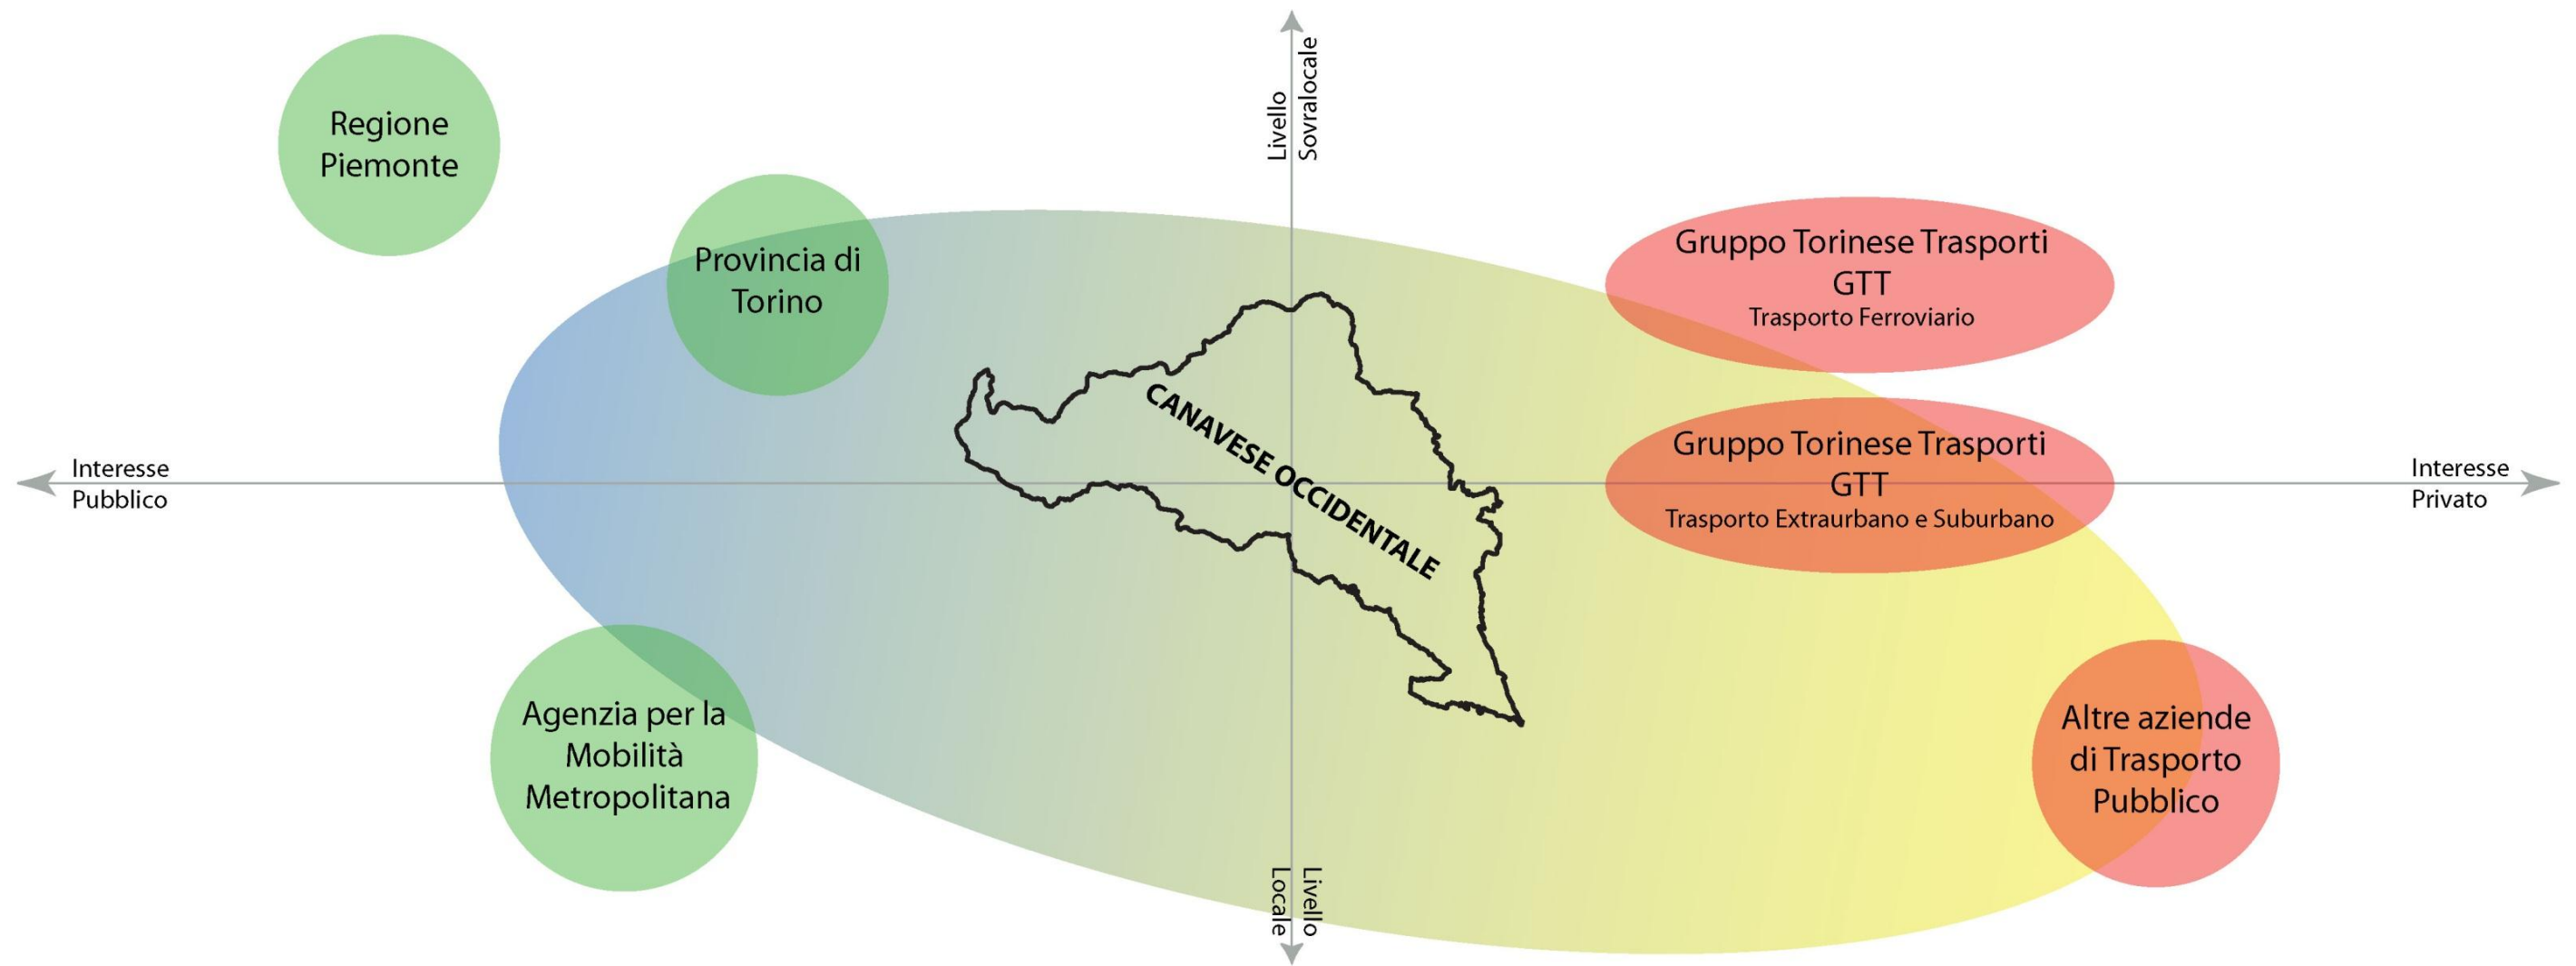 Livello
Sovralocale
Regione
Piemonte
Provincia di
Torino
Gruppo Torinese Trasporti
GTT
Trasporto Ferroviario
CANAVESE OCCIDENTALE
Interesse
Pubblico
Gruppo Torinese Trasporti
GTT
Trasporto Extraurbano e Suburbano
Interesse
Privato
Agenzia per la
Mobilità
Metropolitana
Altre aziende
di Trasporto
Pubblico
Livello
Locale